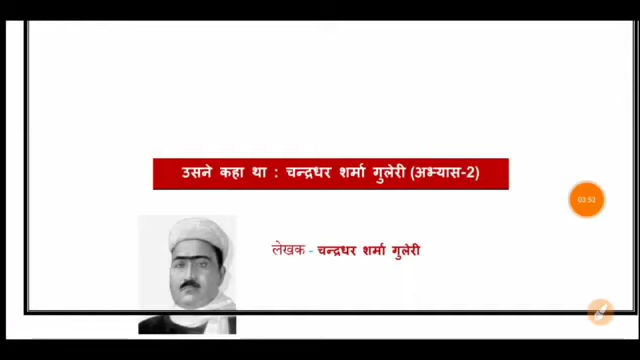 उसने कहा था : चन्द्रधर शर्मा गुलेरी (अभ्यास-2)
03:52
लेखक - चन्द्रधर शर्मा गुलेरी